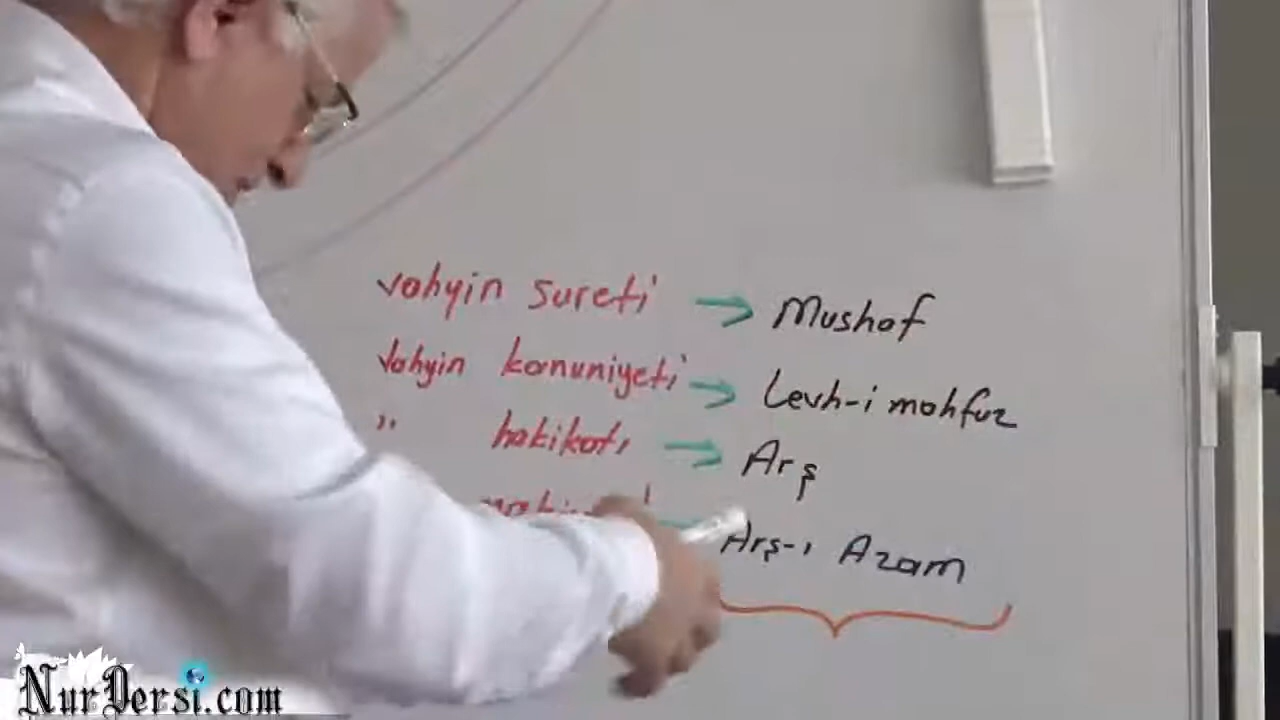 vahyin sureti → Mushaf
Vahyin kanuniyeti → Levh-i mahfuz
" hakikatı → Arş
Arş-ı Azam
NurDersi.com